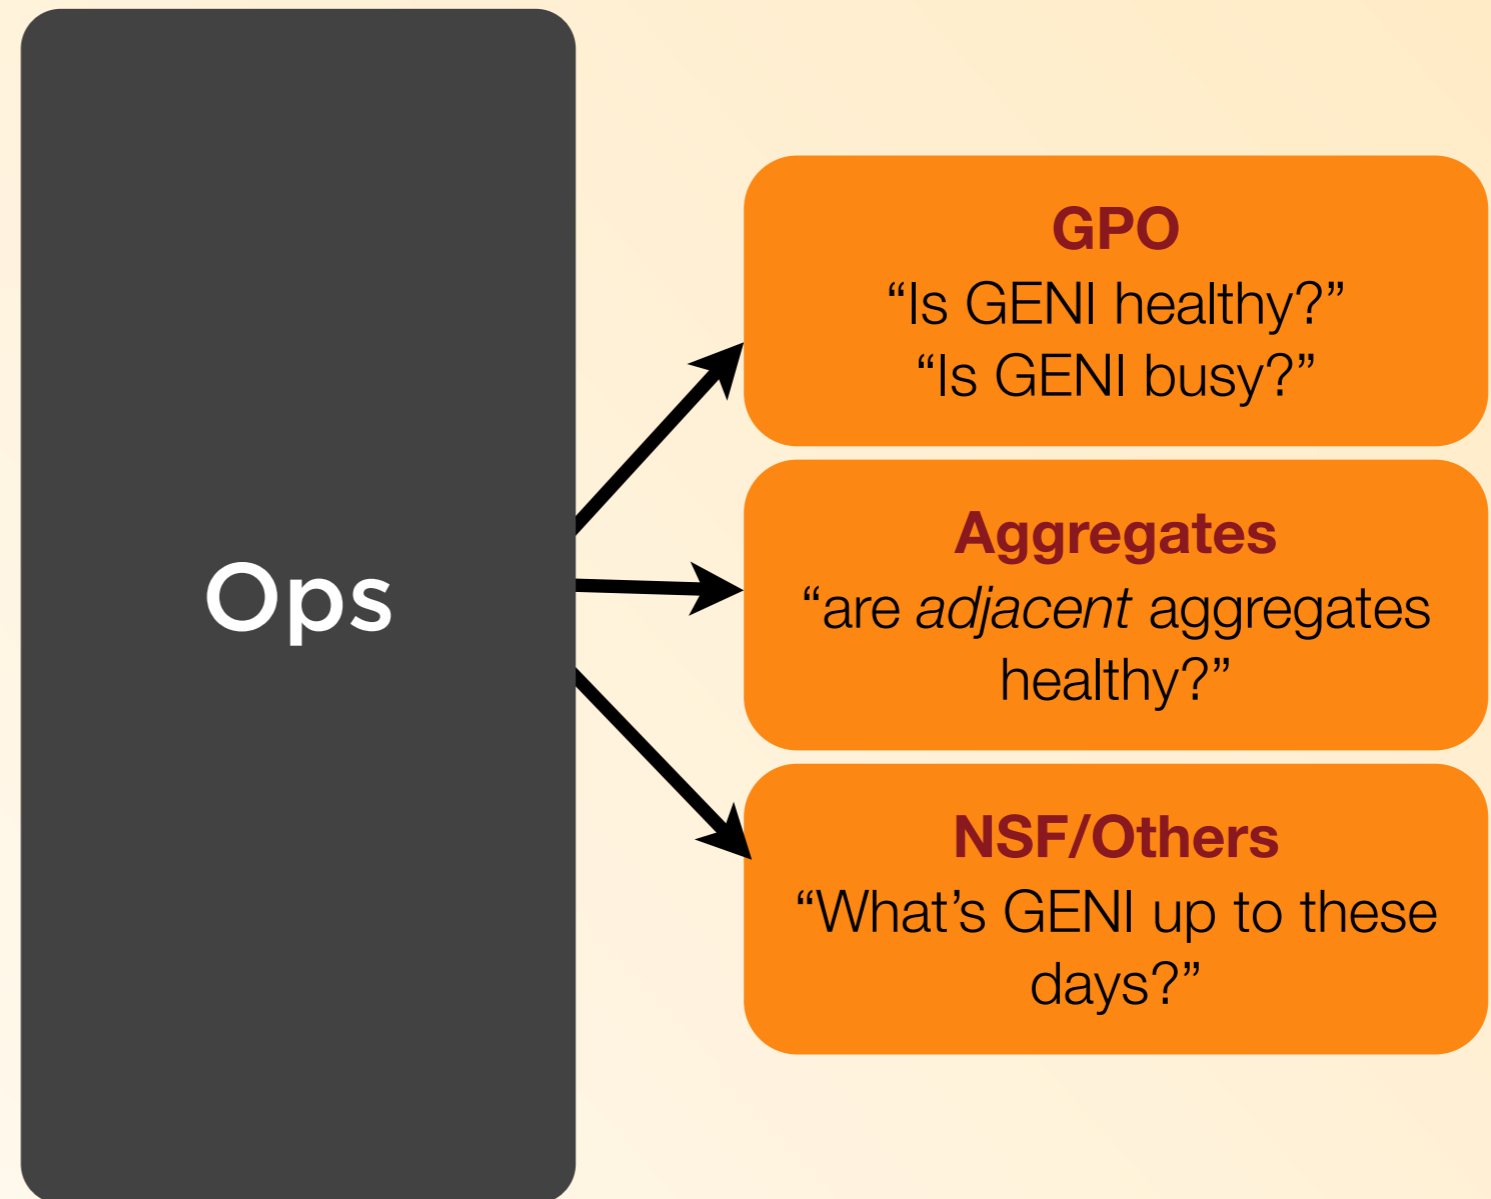 Ops
GPO
“Is GENI healthy?”
“Is GENI busy?”
Aggregates
“are adjacent aggregates
healthy?”
NSF/Others
“What’s GENI up to these
days?”